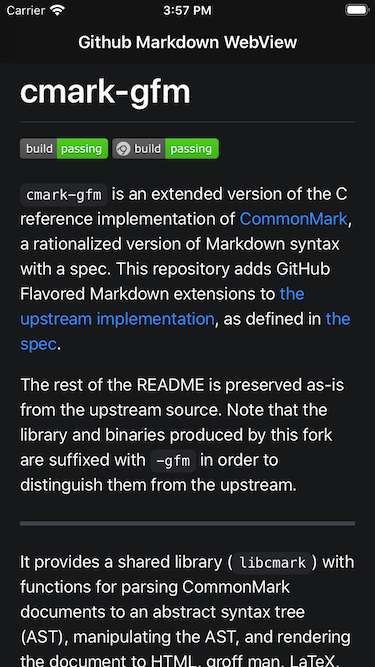 Carrier 3:57 PM
Github Markdown WebView
cmark-gfm
build passing build passing
cmark-gfm is an extended version of the C
reference implementation of CommonMark,
a rationalized version of Markdown syntax
with a spec. This repository adds GitHub
Flavored Markdown extensions to the
upstream implementation, as defined in the
spec.
The rest of the README is preserved as-is
from the upstream source. Note that the
library and binaries produced by this fork
are suffixed with -gfm in order to
distinguish them from the upstream.
It provides a shared library (libcmark) with
functions for parsing CommonMark
documents to an abstract syntax tree
(AST), manipulating the AST, and rendering
the document to HTML, groff man, LaTeX,